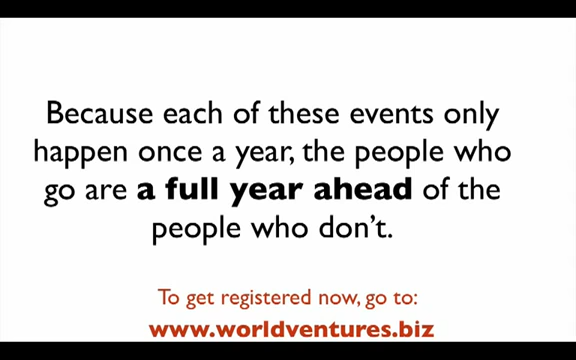 Because each of these events only
happen once a year, the people who
go are a full year ahead of the
people who don't.
To get registered now, go to:
www.worldventures.biz